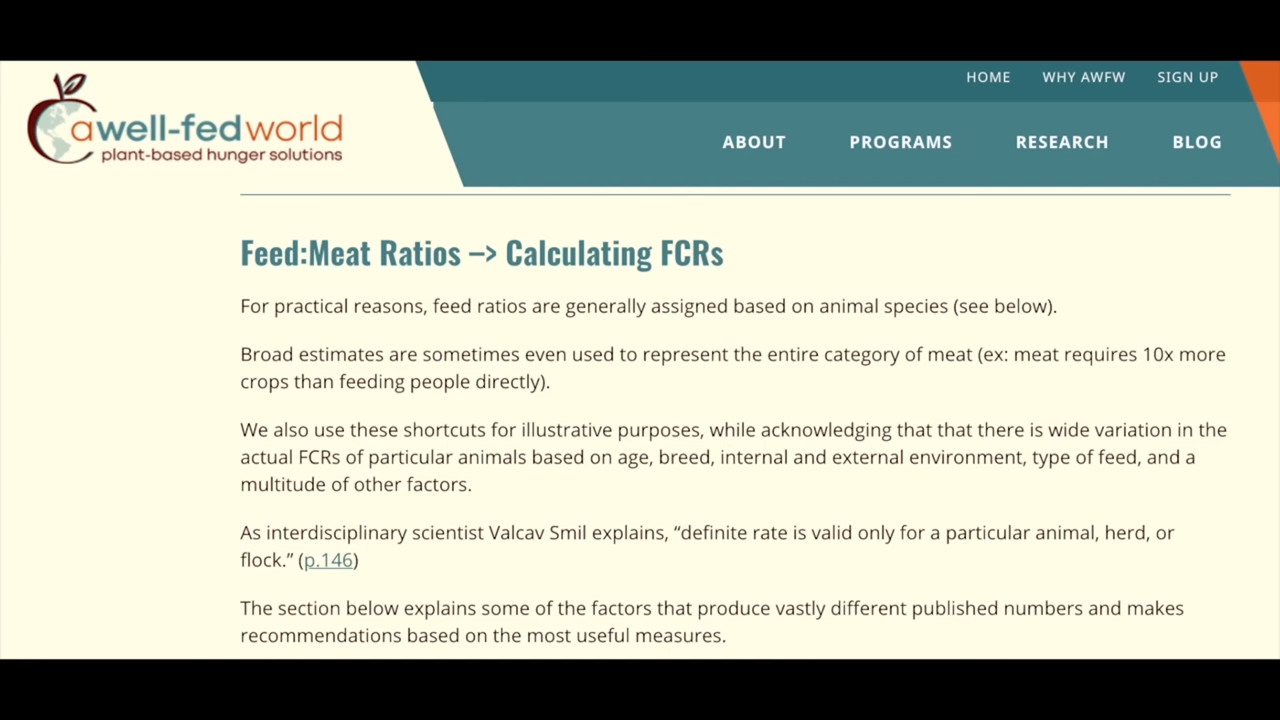 HOME WHY AWFW SIGN UP
awell-fedworld
plant-based hunger solutions
ABOUT PROGRAMS RESEARCH BLOG
Feed:Meat Ratios –> Calculating FCRs
For practical reasons, feed ratios are generally assigned based on animal species (see below).
Broad estimates are sometimes even used to represent the entire category of meat (ex: meat requires 10x more
crops than feeding people directly).
We also use these shortcuts for illustrative purposes, while acknowledging that that there is wide variation in the
actual FCRs of particular animals based on age, breed, internal and external environment, type of feed, and a
multitude of other factors.
As interdisciplinary scientist Valcav Smil explains, “definite rate is valid only for a particular animal, herd, or
flock.” (p.146)
The section below explains some of the factors that produce vastly different published numbers and makes
recommendations based on the most useful measures.